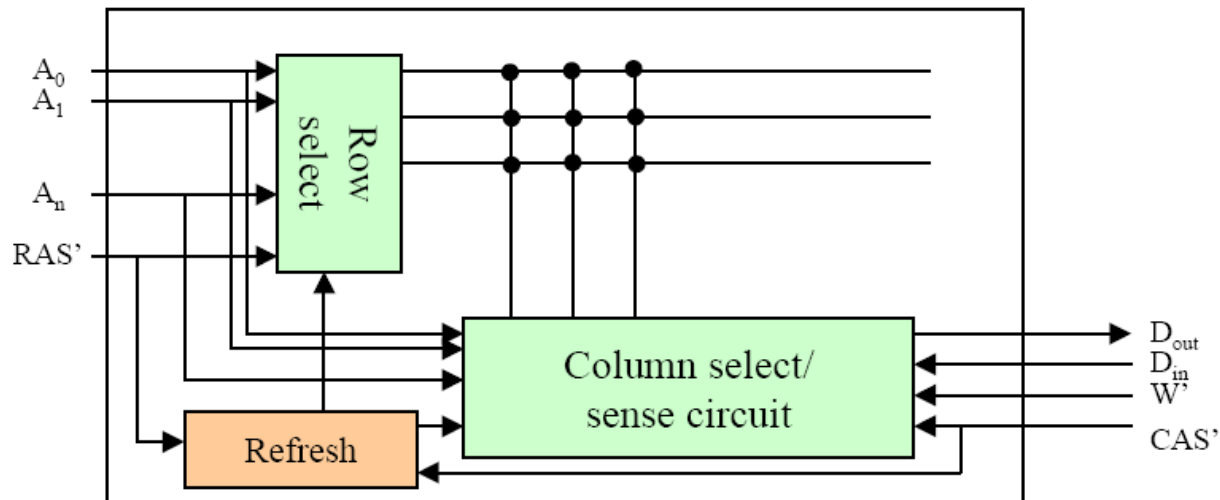 A0
A1
An
RAS’
Row
select
Column select/
sense circuit
Refresh
Dout
Din
W’
CAS’